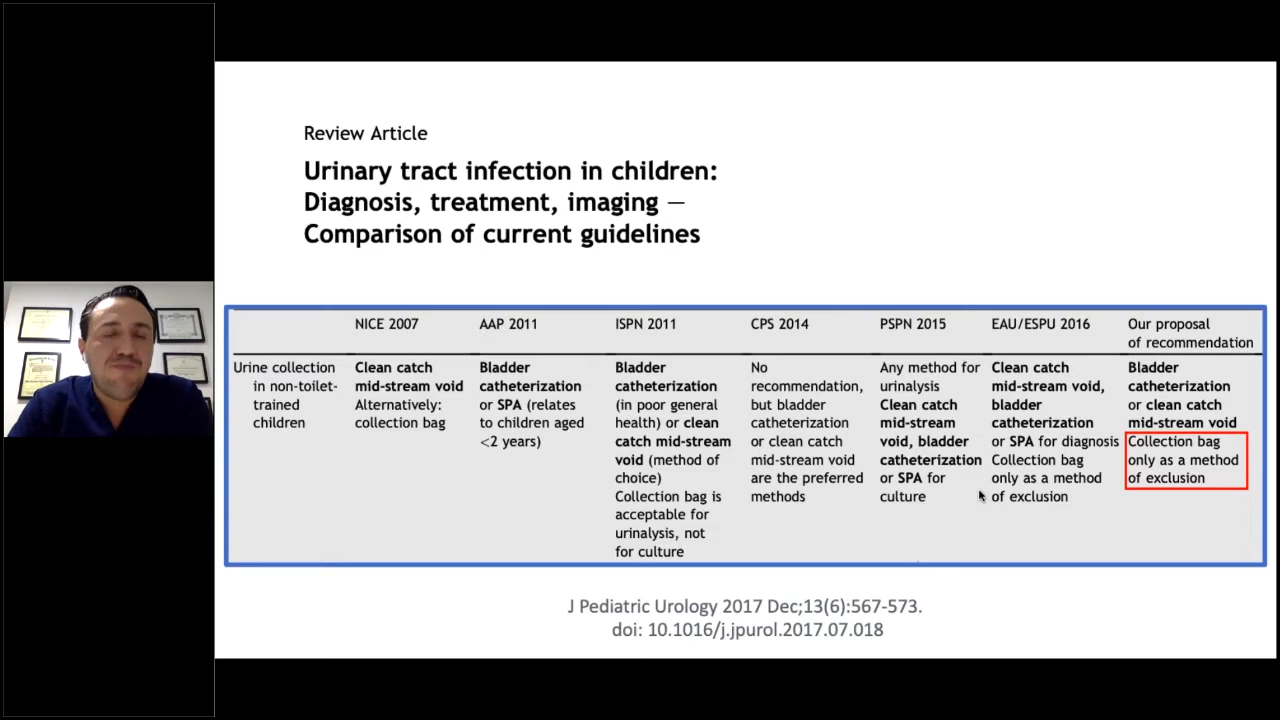 Review Article
Urinary tract infection in children:
Diagnosis, treatment, imaging —
Comparison of current guidelines
NICE 2007
AAP 2011
ISPN 2011
CPS 2014
PSPN 2015
EAU/ESPU 2016
Our proposal
of recommendation
Urine collection
in non-toilet-
trained
children
Clean catch
mid-stream void
Alternatively:
collection bag
Bladder
catheterization
or SPA (relates
to children aged
<2 years)
Bladder
catheterization
(in poor general
health) or clean
catch mid-stream
void (method of
choice)
Collection bag is
acceptable for
urinalysis, not
for culture
No
recommendation,
but bladder
catheterization
or clean catch
mid-stream void
are the preferred
methods
Any method for
urinalysis
Clean catch
mid-stream
void, bladder
catheterization
or SPA for
culture
Clean catch
mid-stream void,
bladder
catheterization
or SPA for diagnosis
Collection bag
only as a method
of exclusion
Bladder
catheterization
or clean catch
mid-stream void
Collection bag
only as a method
of exclusion
J Pediatric Urology 2017 Dec;13(6):567-573.
doi: 10.1016/j.jpurol.2017.07.018